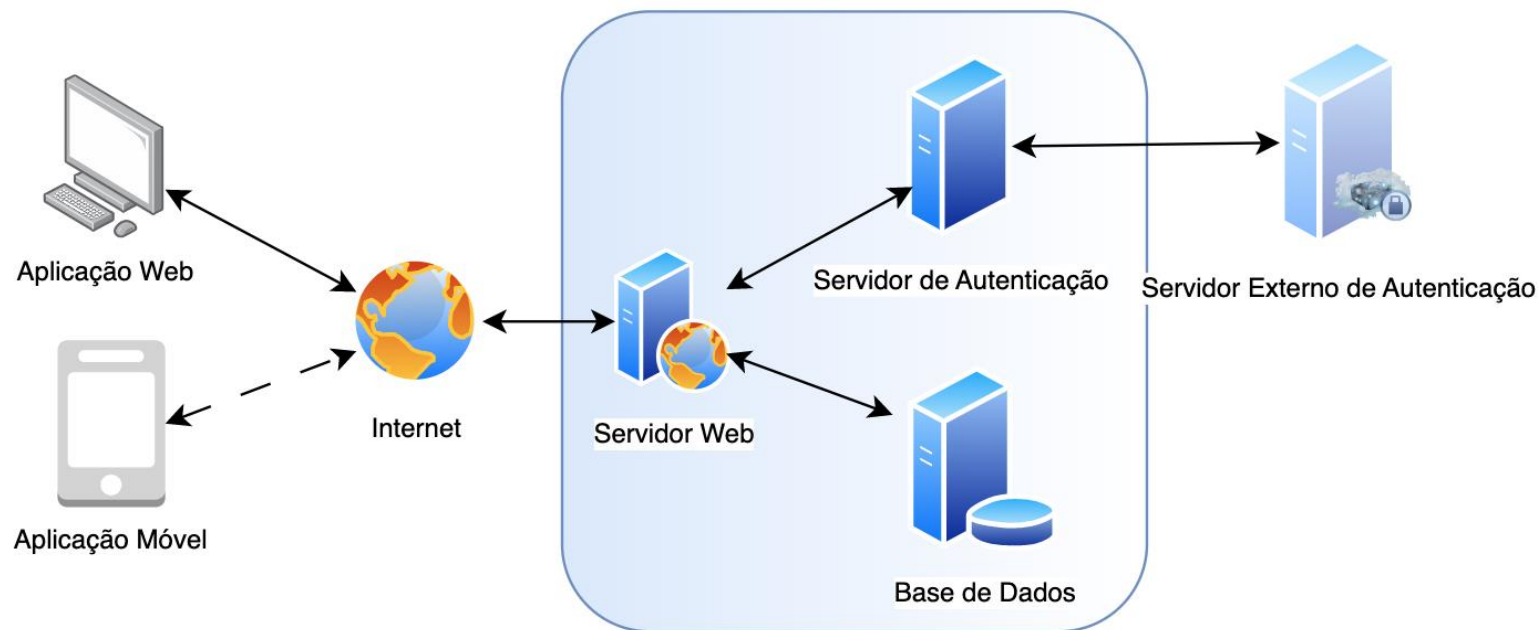 Aplicação Web
Aplicação Móvel
Internet
Servidor Web
Servidor de Autenticação
Base de Dados
Servidor Externo de Autenticação